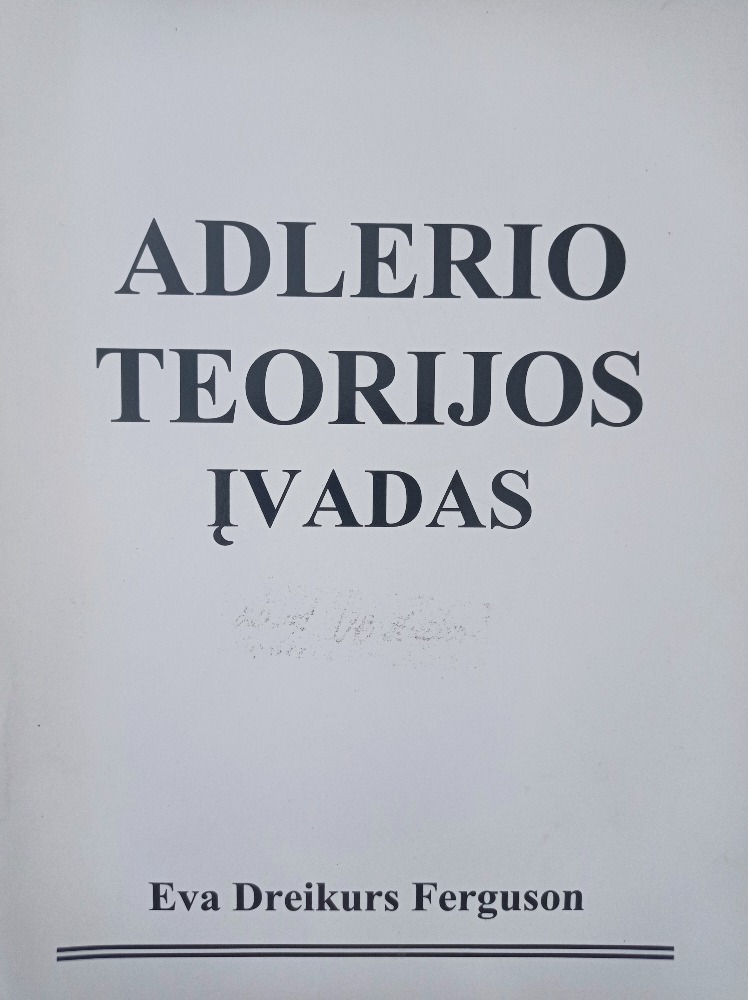 ADLERIO
TEORIJOS
ĮVADAS
Eva Dreikurs Ferguson